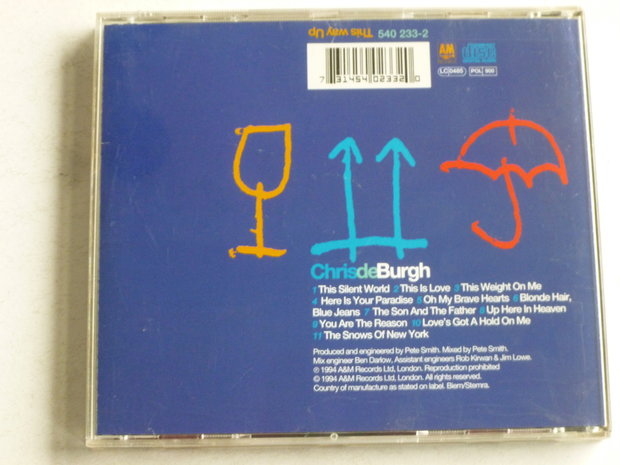 This way Up 540 233-2
AM
disc
7 31454 02332 0
LC 0485 POL 900
ChrisdeBurgh
1 This Silent World 2 This Is Love 3 This Weight On Me
4 Here Is Your Paradise 5 Oh My Brave Hearts 6 Blonde Hair,
Blue Jeans 7 The Son And The Father 8 Up Here In Heaven
9 You Are The Reason 10 Love's Got A Hold On Me
11 The Snows Of New York
Produced and engineered by Pete Smith. Mixed by Pete Smith.
Mix engineer Ben Darlow, Assistant engineers Rob Kirwan & Jim Lowe.
℗ 1994 A&M Records Ltd, London. Reproduction prohibited
© 1994 A&M Records Ltd, London. All rights reserved.
Country of manufacture as stated on label. Biem/Stemra.